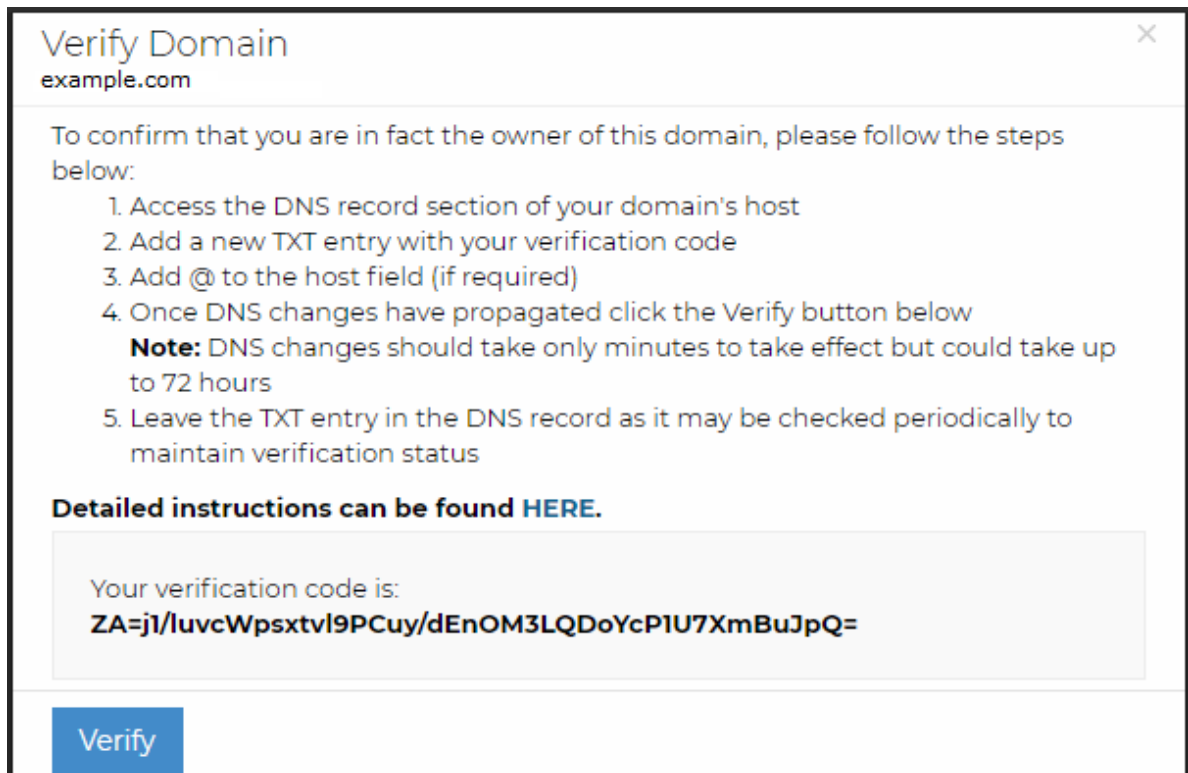 Verify Domain
example.com
To confirm that you are in fact the owner of this domain, please follow the steps
below:
1. Access the DNS record section of your domain's host
2. Add a new TXT entry with your verification code
3. Add @ to the host field (if required)
4. Once DNS changes have propagated click the Verify button below
Note: DNS changes should take only minutes to take effect but could take up
to 72 hours
5. Leave the TXT entry in the DNS record as it may be checked periodically to
maintain verification status
Detailed instructions can be found HERE.
Your verification code is:
ZA=j1/luvcWpsxtvl9PCuy/dEnOM3LQDoYcP1U7XmBuJpQ=
Verify